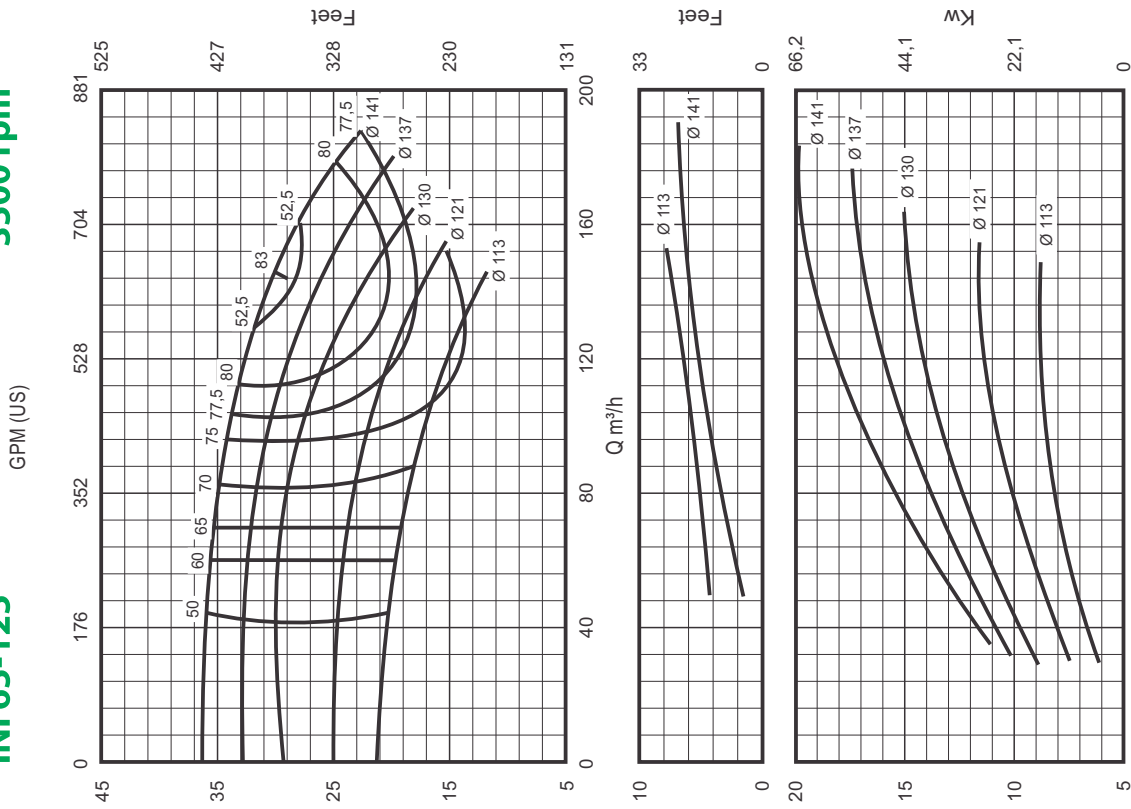 3500 rpm
GPM (US)
0 176 352 528 704 881
45 525
50 60 65 70 75 77,5 80 52,5 83 52,5 80 77,5
35 427
25 328
15 230
5 131
Feet
Ø 141
Ø 137
Ø 130
Ø 121
Ø 113
0 40 80 120 160 200
Q m³/h
10 33
0 0
Feet
Ø 113
Ø 141
20 66,2
15 44,1
10 22,1
5 0
Kw
Ø 141
Ø 137
Ø 130
Ø 121
Ø 113